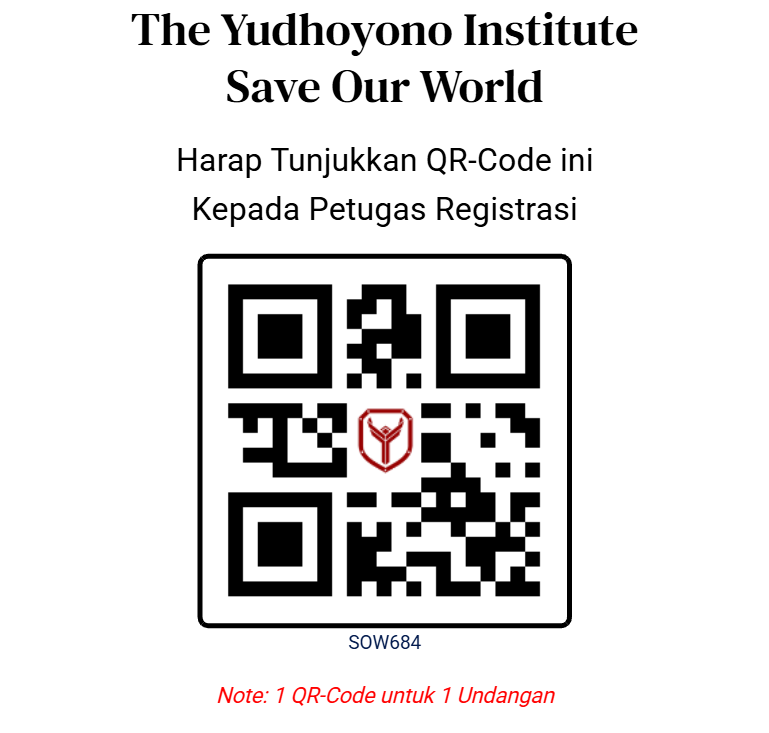 The Yudhoyono Institute
Save Our World
Harap Tunjukkan QR-Code ini
Kepada Petugas Registrasi
SOW684
Note: 1 QR-Code untuk 1 Undangan